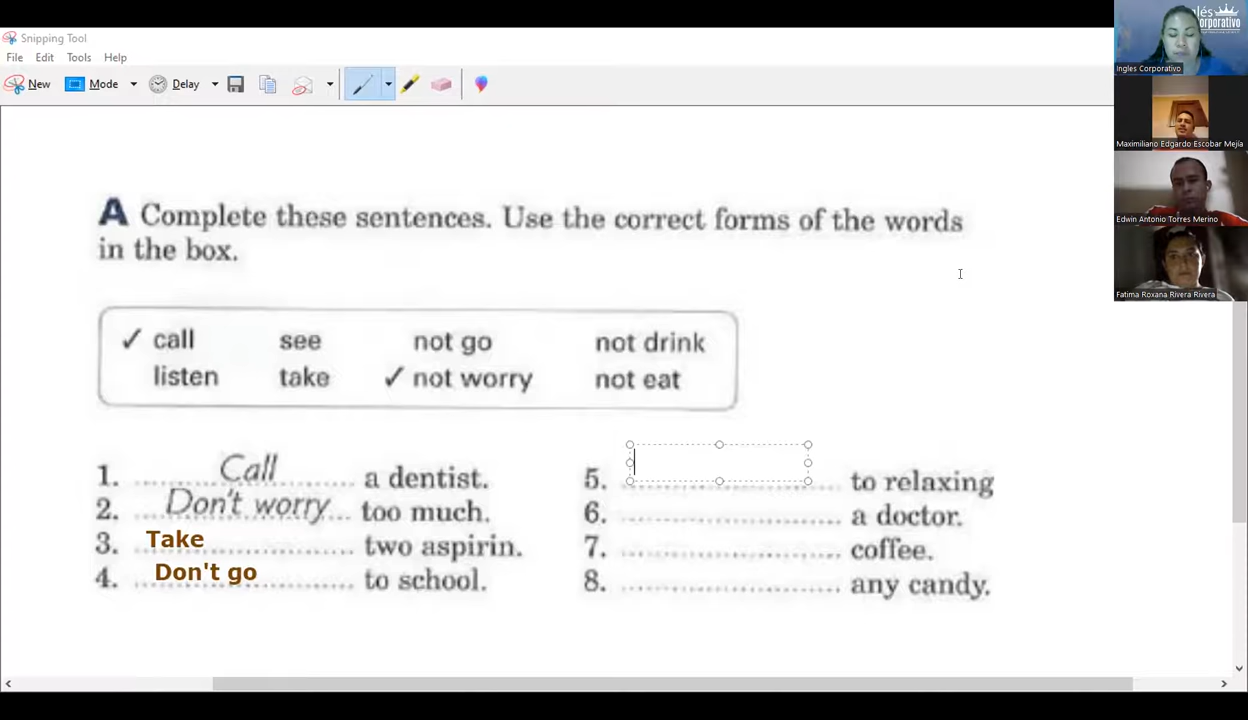 Snipping Tool
File Edit Tools Help
New Mode Delay
A Complete these sentences. Use the correct forms of the words
in the box.
✓ call see not go not drink
listen take ✓ not worry not eat
1. Call a dentist.
2. Don't worry too much.
3. Take two aspirin.
4. Don't go to school.
5. to relaxing
6. a doctor.
7. coffee.
8. any candy.
Inglés
Corporativo
Ingles Corporativo
Maximiliano Edgardo Escobar Mejía
Edwin Antonio Torres Merino
Fatima Roxana Rivera Rivera